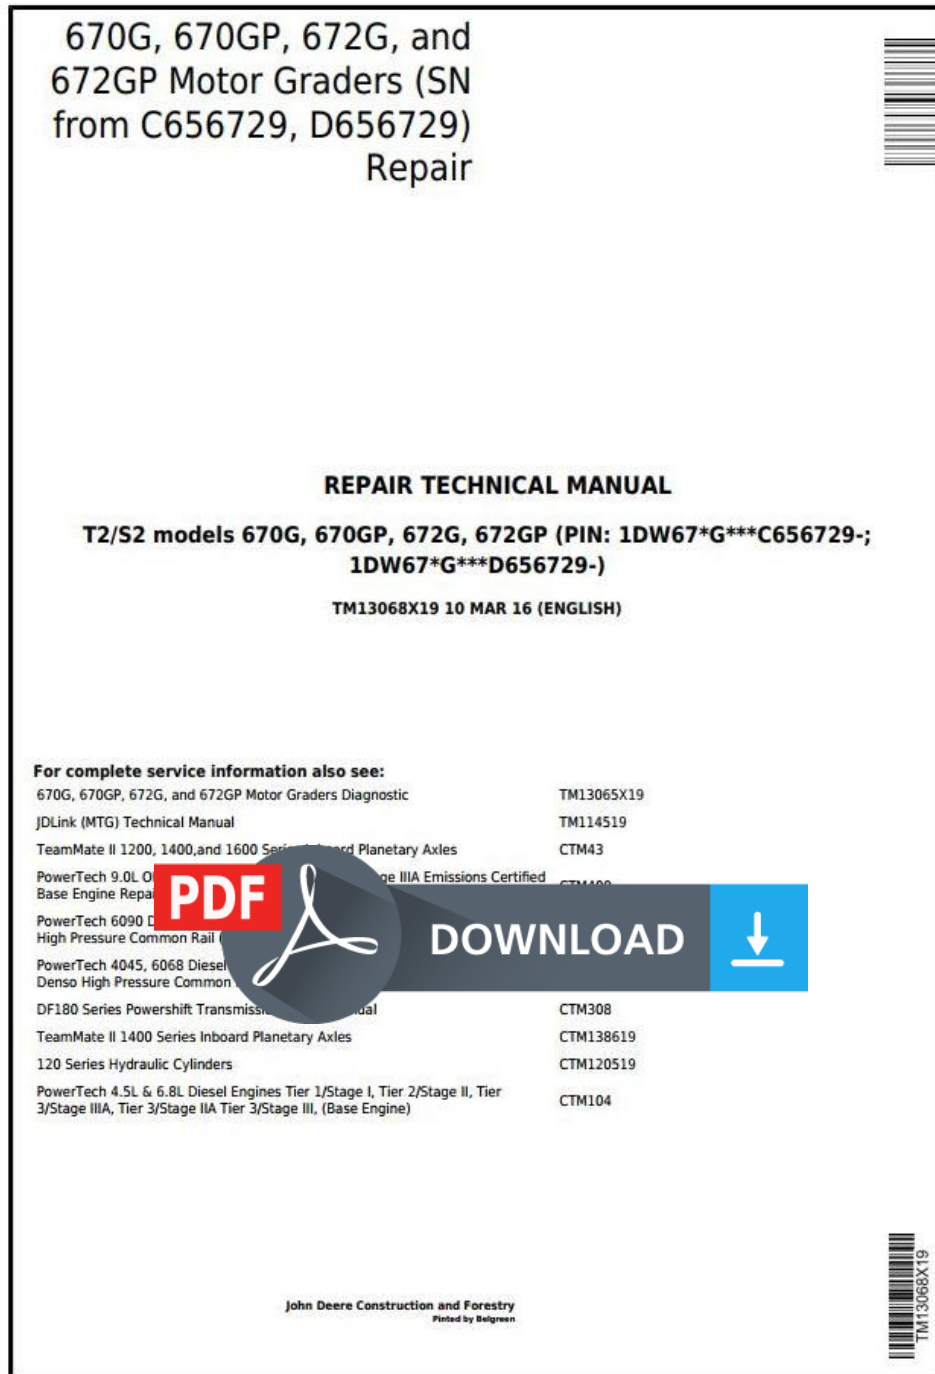 670G, 670GP, 672G, and
672GP Motor Graders (SN
from C656729, D656729)
Repair
REPAIR TECHNICAL MANUAL
T2/S2 models 670G, 670GP, 672G, 672GP (PIN: 1DW67*G***C656729-;
1DW67*G***D656729-)
TM13068X19 10 MAR 16 (ENGLISH)
For complete service information also see:
670G, 670GP, 672G, and 672GP Motor Graders Diagnostic TM13065X19
JDLink (MTG) Technical Manual TM114519
TeamMate II 1200, 1400,and 1600 Planetary Axles CTM43
PowerTech 9.0L IIIA Emissions Certified
Base Engine
PowerTech 6090
High Pressure Common Rail
PowerTech 4045, 6068 Diesel
Denso High Pressure Common
PDF
DOWNLOAD
DF180 Series Powershift CTM308
TeamMate II 1400 Series Inboard Planetary Axles CTM138619
120 Series Hydraulic Cylinders CTM120519
PowerTech 4.5L & 6.8L Diesel Engines Tier 1/Stage I, Tier 2/Stage II, Tier
3/Stage IIIA, Tier 3/Stage IIA Tier 3/Stage III, (Base Engine) CTM104
John Deere Construction and Forestry
Pinted by Belgreen
TM13068X19